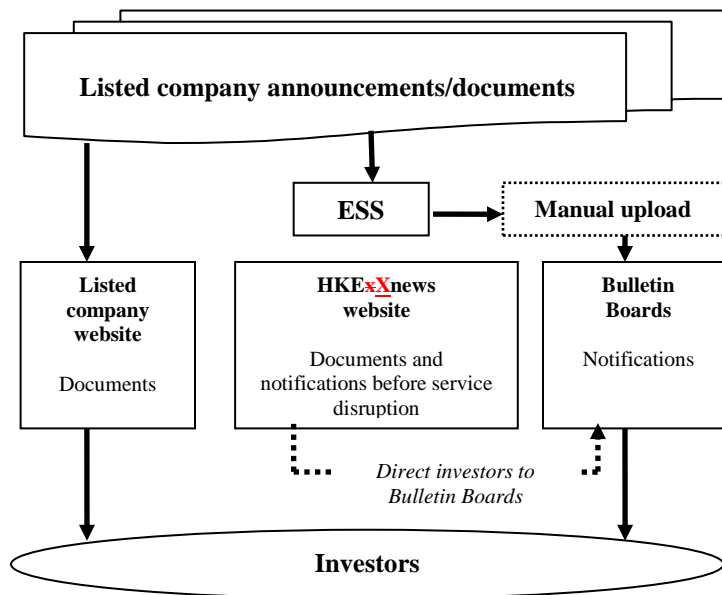 Listed company announcements/documents
ESS
Manual upload
Listed
company
website
Documents
HKExXnews
website
Documents and
notifications before service
disruption
Bulletin
Boards
Notifications
Direct investors to
Bulletin Boards
Investors